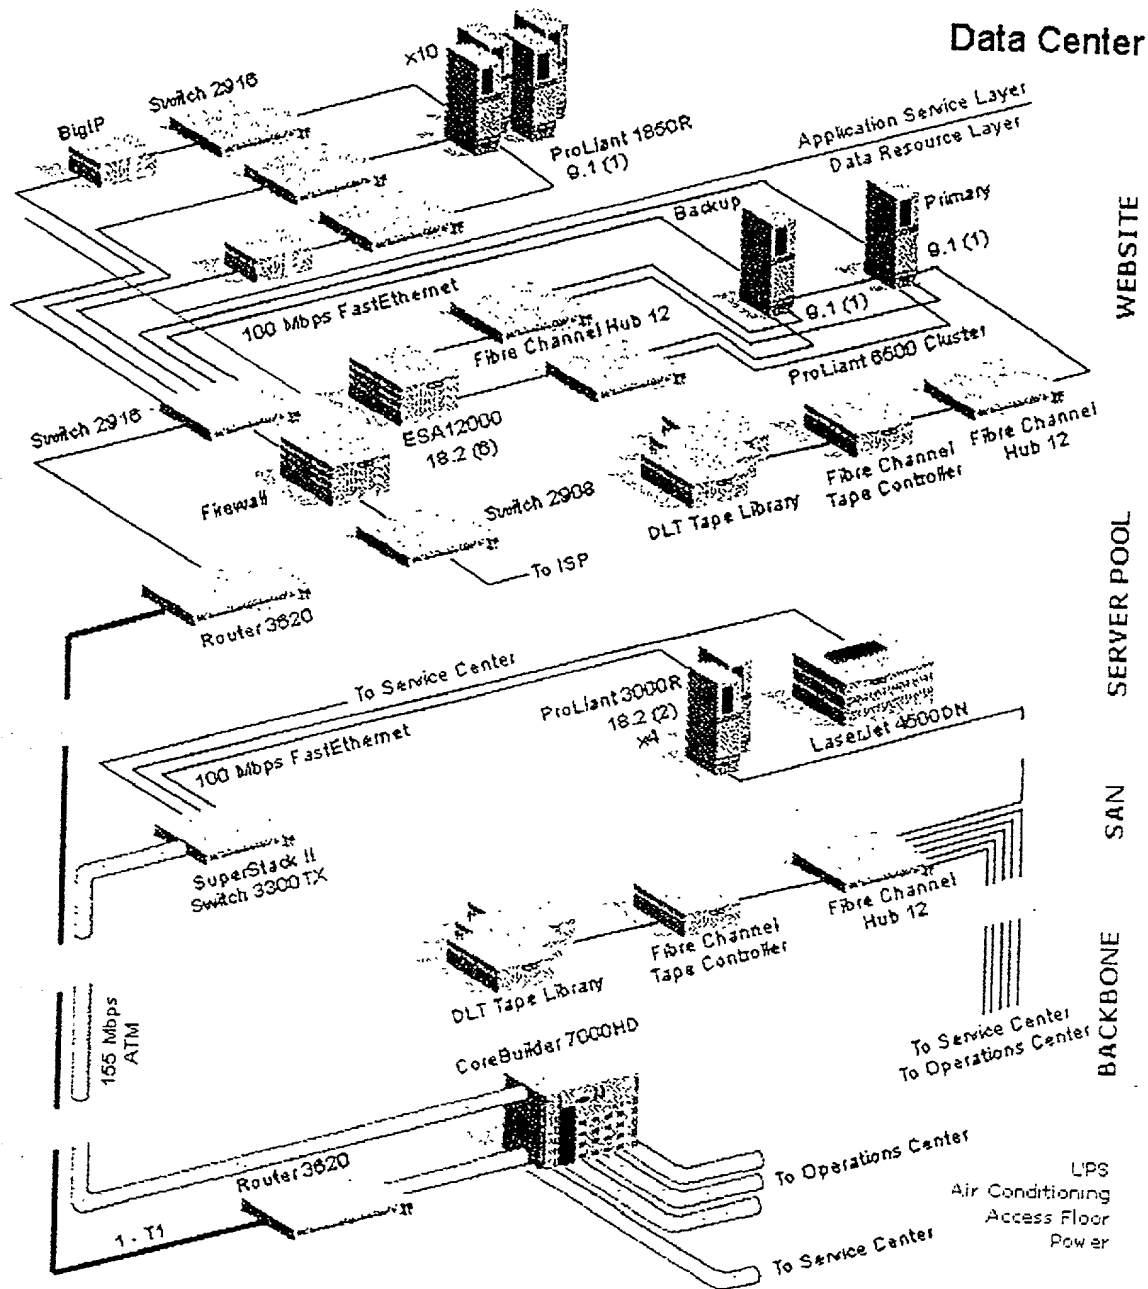 Data Center
x10
Switch 2916
BigIP
ProLiant 1850R
9.1 (1)
Application Service Layer
Data Resource Layer
Backup
Primary
9.1 (1)
9.1 (1)
WEBSITE
100 Mbps FastEthernet
Fibre Channel Hub 12
ProLiant 6500 Cluster
Switch 2916
ESA12000
18.2 (6)
Fibre Channel
Hub 12
Fibre Channel
Tape Controller
DLT Tape Library
Firewall
Switch 2908
To ISP
SERVER POOL
Router 3620
To Service Center
ProLiant 3000R
18.2 (2)
x4
LaserJet 4500DN
100 Mbps FastEthernet
SAN
SuperStack II
Switch 3300TX
Fibre Channel
Hub 12
Fibre Channel
Tape Controller
DLT Tape Library
BACKBONE
155 Mbps
ATM
CoreBuilder 7000HD
To Service Center
To Operations Center
Router 3620
To Operations Center
1 - T1
To Service Center
UPS
Air Conditioning
Access Floor
Power